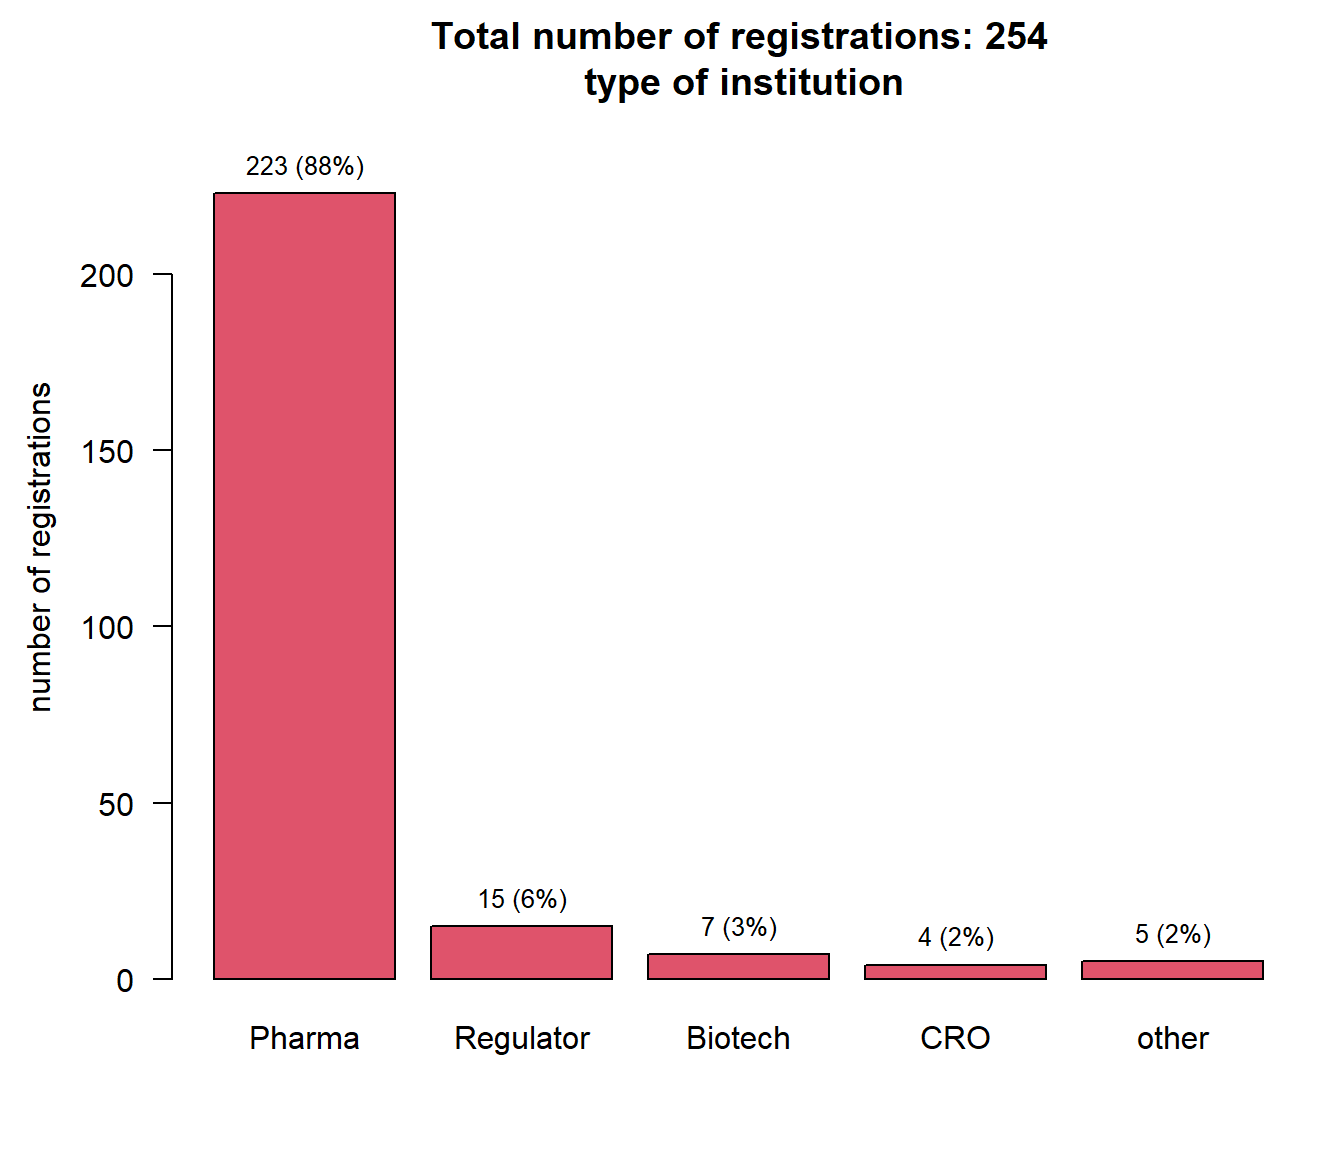 Total number of registrations: 254
type of institution
223 (88%)
200
150
100
50
0
number of registrations
15 (6%)
7 (3%)
4 (2%)
5 (2%)
Pharma
Regulator
Biotech
CRO
other